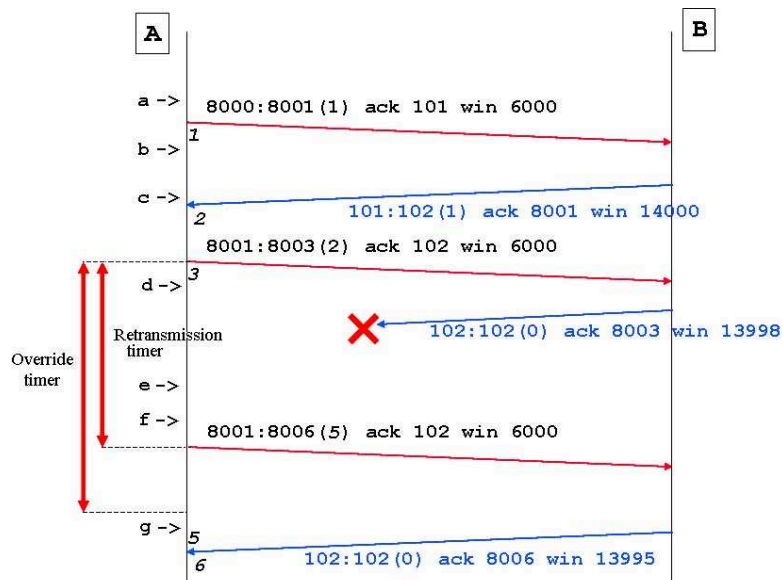 A
B
a ->
8000:8001(1) ack 101 win 6000
1
b ->
c ->
101:102(1) ack 8001 win 14000
2
8001:8003(2) ack 102 win 6000
3
d ->
102:102(0) ack 8003 win 13998
Retransmission
timer
Override
timer
e ->
f ->
8001:8006(5) ack 102 win 6000
g ->
5
102:102(0) ack 8006 win 13995
6